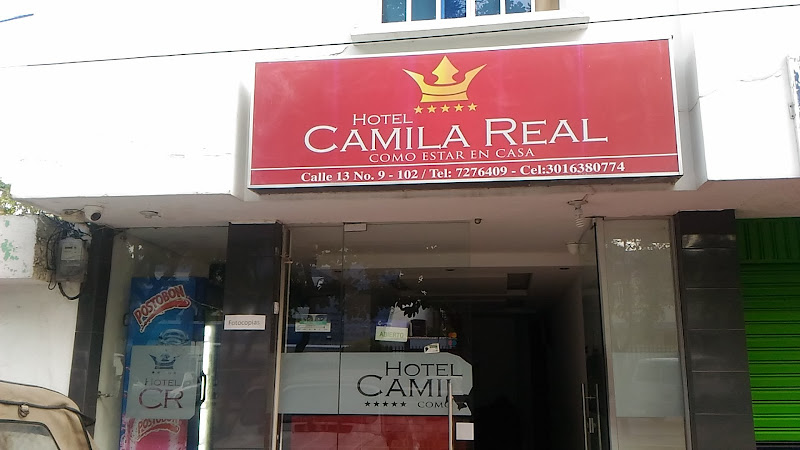 HOTEL
CAMILA REAL
COMO ESTAR EN CASA
Calle 13 No. 9 - 102 / Tel: 7276409 - Cel:3016380774
POSTOBON
Fotocopias
ABIERTO
HOTEL
CR
HOTEL
CAMIL
COMO
POSTOBON